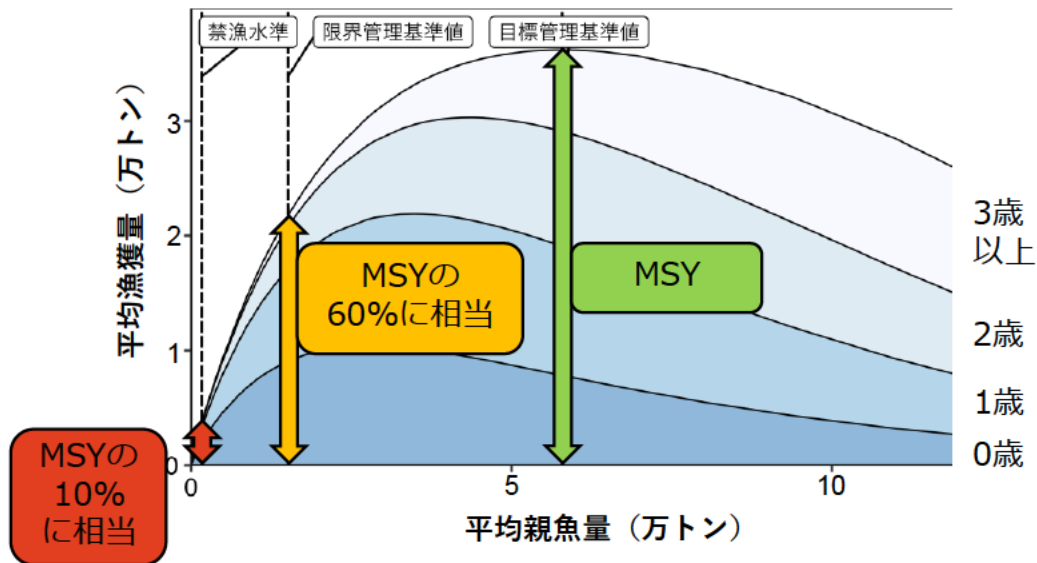 禁漁水準
限界管理基準値
目標管理基準値
平均漁獲量（万トン）
3
2
1
0
MSYの
60%に相当
MSY
MSYの
10%
に相当
3歳
以上
2歳
1歳
0歳
0
5
10
平均親魚量（万トン）